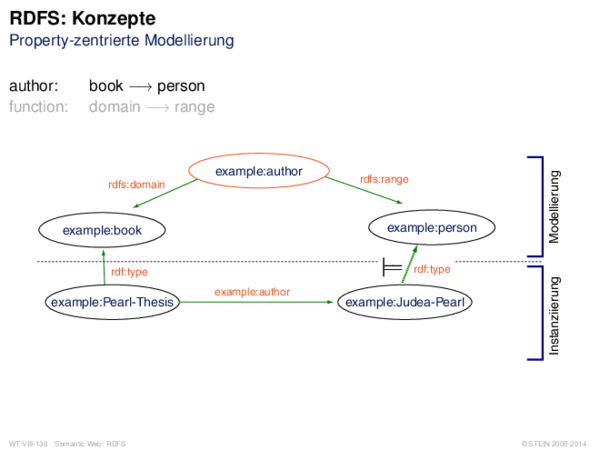 RDFS: Konzepte
Property-zentrierte Modellierung
author: book ⟶ person
function: domain ⟶ range
example:author
rdfs:domain
rdfs:range
example:book
example:person
Modellierung
rdf:type
rdf:type
example:author
example:Pearl-Thesis
example:Judea-Pearl
Instanziierung
WT:VIII-138 Semantic Web: RDFS
© STEIN 2005-2014